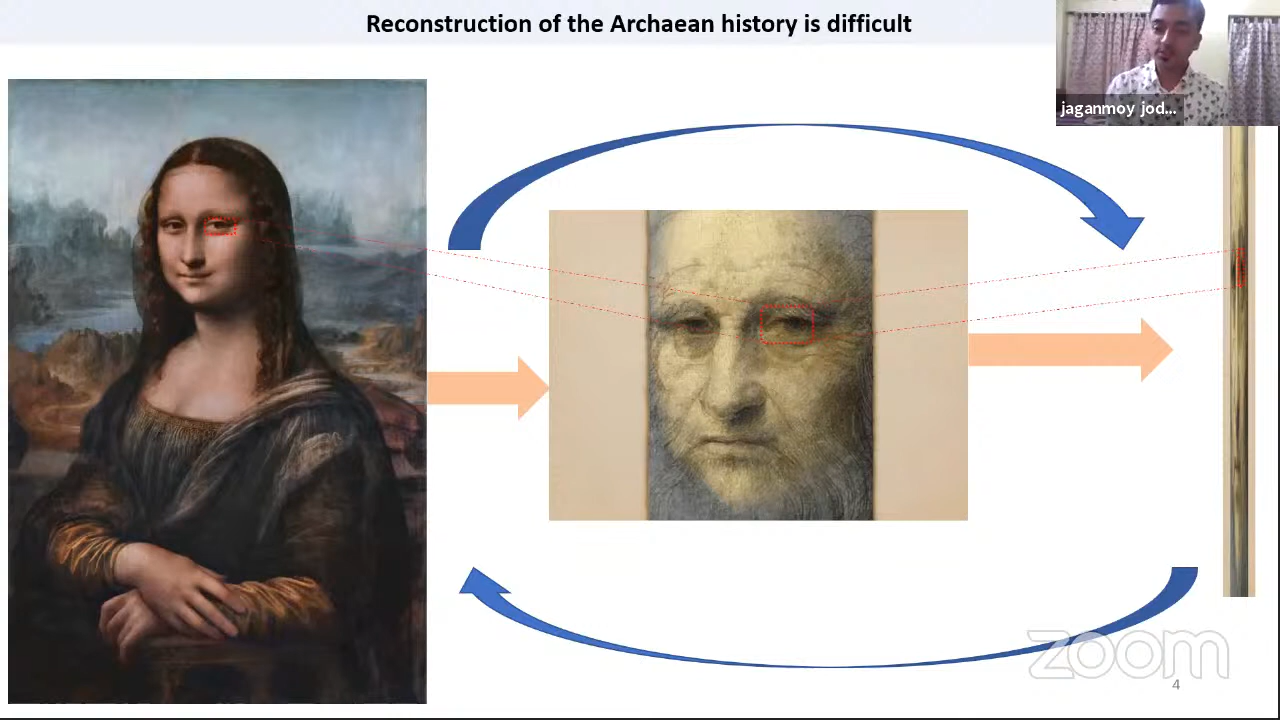 Reconstruction of the Archaean history is difficult
jaganmoy jod...
zoom
4